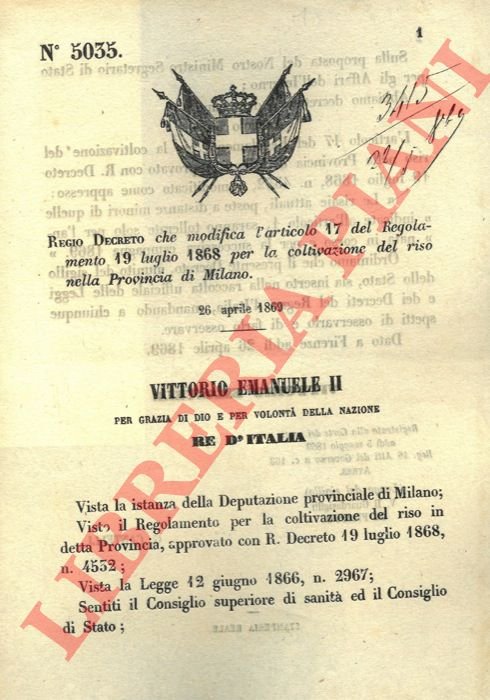 1
N° 5035.
3415
869
REGIO DECRETO che modifica l'articolo 17 del Regola-
mento 19 luglio 1868 per la coltivazione del riso
nella Provincia di Milano.
26 aprile 1869
VITTORIO EMANUELE II
PER GRAZIA DI DIO E PER VOLONTÀ DELLA NAZIONE
RE D'ITALIA
Vista la istanza della Deputazione provinciale di Milano;
Visto il Regolamento per la coltivazione del riso in
detta Provincia, approvato con R. Decreto 19 luglio 1868,
n. 4552;
Vista la Legge 12 giugno 1866, n. 2967;
Sentiti il Consiglio superiore di sanità ed il Consiglio
di Stato;
LIBRERIA PIANI